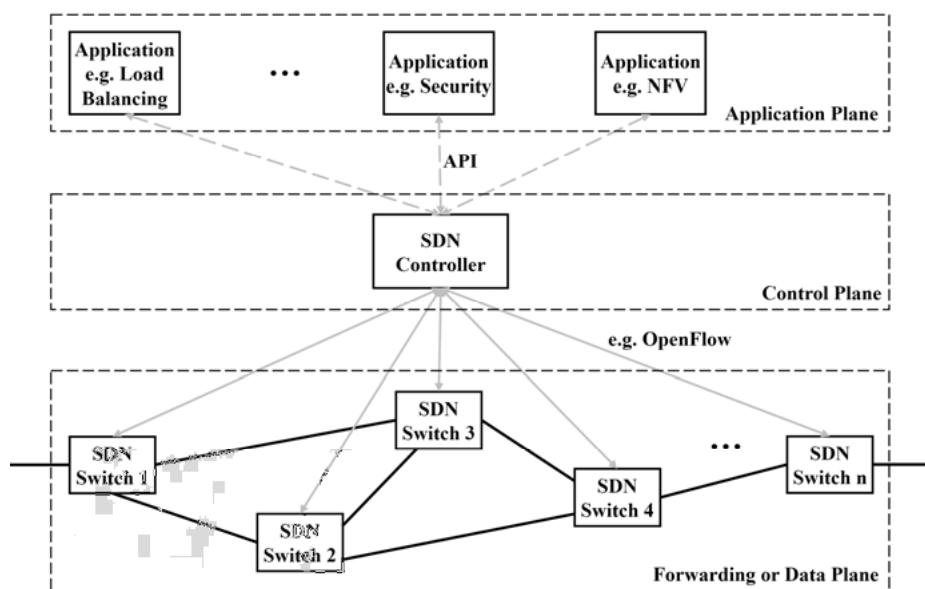 Application
e.g. Load
Balancing
...
Application
e.g. Security
Application
e.g. NFV
Application Plane
API
SDN
Controller
Control Plane
e.g. OpenFlow
SDN
Switch 3
SDN
Switch 1
...
SDN
Switch n
SDN
Switch 4
SDN
Switch 2
Forwarding or Data Plane